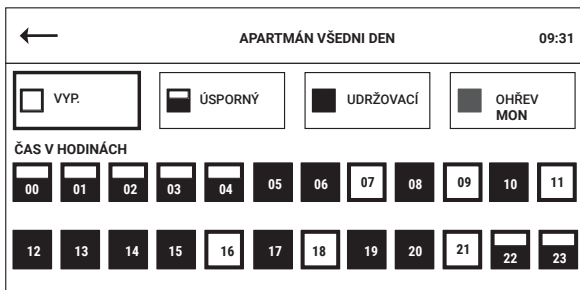 APARTMÁN VŠEDNI DEN 09:31
VYP. ÚSPORNÝ UDRŽOVACÍ OHŘEV
MON
ČAS V HODINÁCH
00 01 02 03 04 05 06 07 08 09 10 11
12 13 14 15 16 17 18 19 20 21 22 23